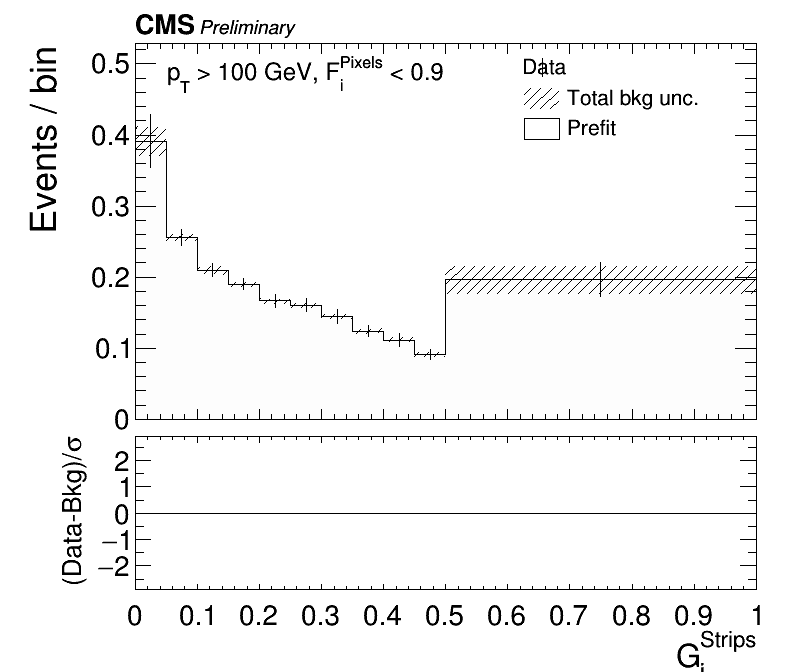 CMS Preliminary
p_T > 100 GeV, F_i^Pixels < 0.9
Data
Total bkg unc.
Prefit
Events / bin
0.5
0.4
0.3
0.2
0.1
0
(Data-Bkg)/σ
2
1
0
−1
−2
0 0.1 0.2 0.3 0.4 0.5 0.6 0.7 0.8 0.9 1
G_i^Strips